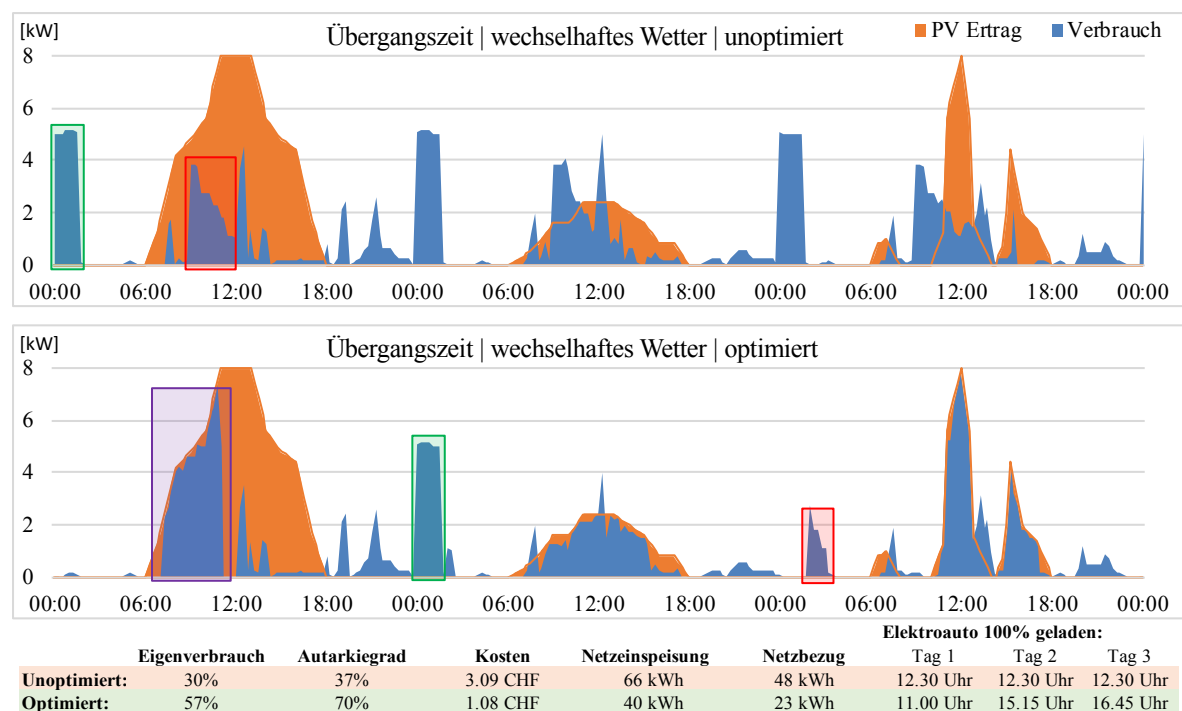 [kW]
Übergangszeit | wechselhaftes Wetter | unoptimiert
PV Ertrag Verbrauch
8
6
4
2
0
00:00 06:00 12:00 18:00 00:00 06:00 12:00 18:00 00:00 06:00 12:00 18:00 00:00
[kW]
Übergangszeit | wechselhaftes Wetter | optimiert
8
6
4
2
0
00:00 06:00 12:00 18:00 00:00 06:00 12:00 18:00 00:00 06:00 12:00 18:00 00:00
Elektroauto 100% geladen:
Eigenverbrauch Autarkiegrad Kosten Netzeinspeisung Netzbezug Tag 1 Tag 2 Tag 3
Unoptimiert: 30% 37% 3.09 CHF 66 kWh 48 kWh 12.30 Uhr 12.30 Uhr 12.30 Uhr
Optimiert: 57% 70% 1.08 CHF 40 kWh 23 kWh 11.00 Uhr 15.15 Uhr 16.45 Uhr